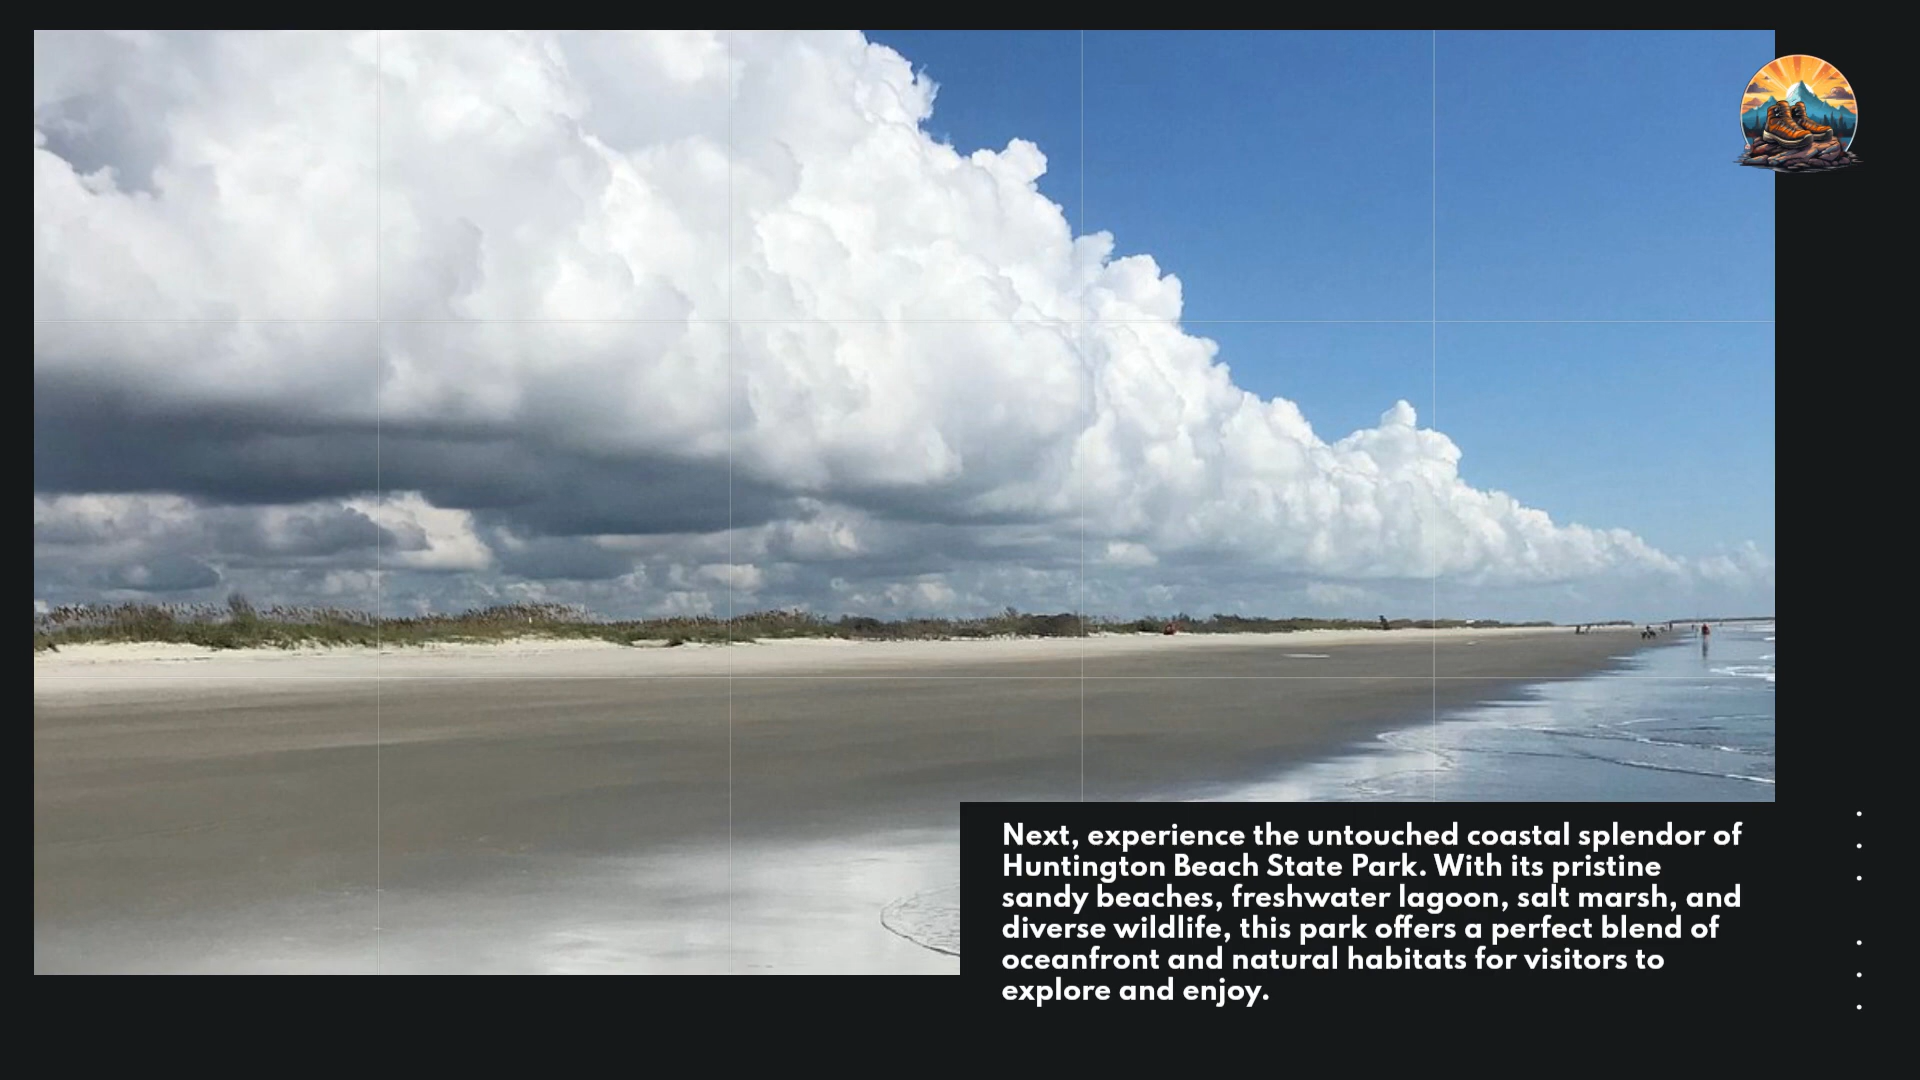 Next, experience the untouched coastal splendor of
Huntington Beach State Park. With its pristine
sandy beaches, freshwater lagoon, salt marsh, and
diverse wildlife, this park offers a perfect blend of
oceanfront and natural habitats for visitors to
explore and enjoy.